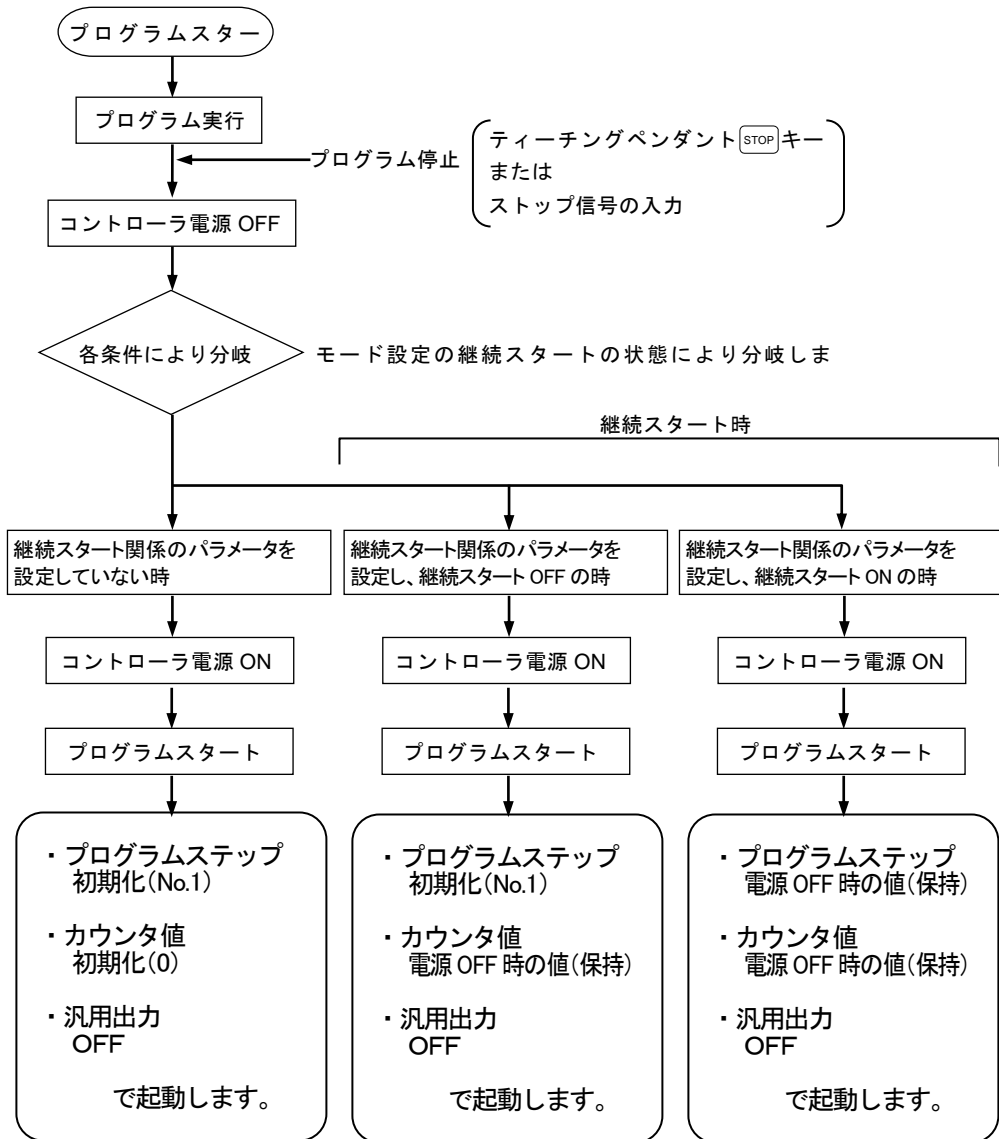 プログラムスター
プログラム実行
プログラム停止
ティーチングペンダント STOP キー
または
ストップ信号の入力
コントローラ電源 OFF
各条件により分岐
モード設定の継続スタートの状態により分岐しま
継続スタート時
継続スタート関係のパラメータを
設定していない時
コントローラ電源 ON
プログラムスタート
・プログラムステップ
初期化(No.1)
・カウンタ値
初期化(0)
・汎用出力
OFF
で起動します。
継続スタート関係のパラメータを
設定し、継続スタート OFF の時
コントローラ電源 ON
プログラムスタート
・プログラムステップ
初期化(No.1)
・カウンタ値
電源 OFF 時の値(保持)
・汎用出力
OFF
で起動します。
継続スタート関係のパラメータを
設定し、継続スタート ON の時
コントローラ電源 ON
プログラムスタート
・プログラムステップ
電源 OFF 時の値(保持)
・カウンタ値
電源 OFF 時の値(保持)
・汎用出力
OFF
で起動します。